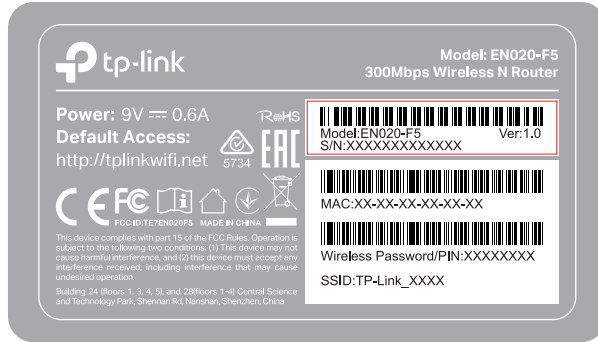 tp-link
Model: EN020-F5
300Mbps Wireless N Router
Power: 9V ⎓ 0.6A
Default Access:
http://tplinkwifi.net
RoHS
5734
EAC
Model:EN020-F5 Ver:1.0
S/N:XXXXXXXXXXXXX
MAC:XX-XX-XX-XX-XX-XX
Wireless Password/PIN:XXXXXXXX
SSID:TP-Link_XXXX
CE FC
FCC ID:TE7EN020F5 MADE IN CHINA
This device complies with part 15 of the FCC Rules. Operation is
subject to the following two conditions: (1) This device may not
cause harmful interference, and (2) this device must accept any
interference received, including interference that may cause
undesired operation.
Building 24 (floors 1, 3, 4, 5), and 28(floors 1-4) Central Science
and Technology Park, Shennan Rd, Nanshan, Shenzhen, China